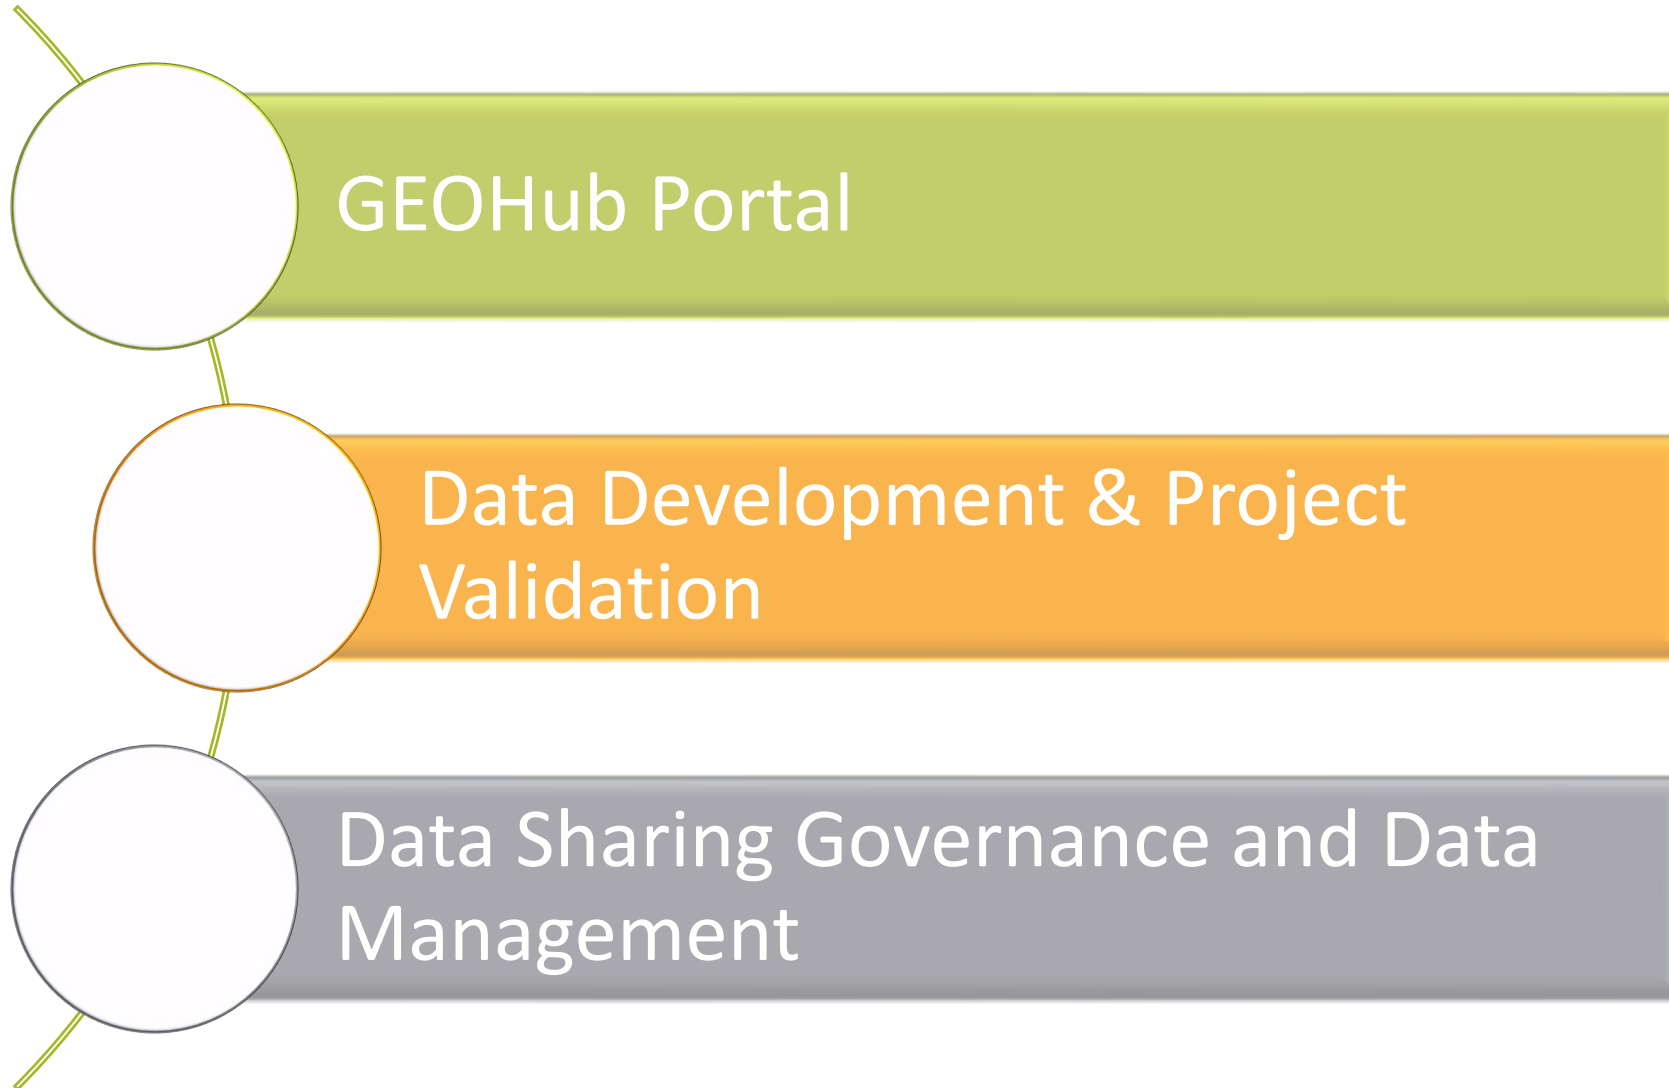 GEOHub Portal
Data Development & Project
Validation
Data Sharing Governance and Data
Management